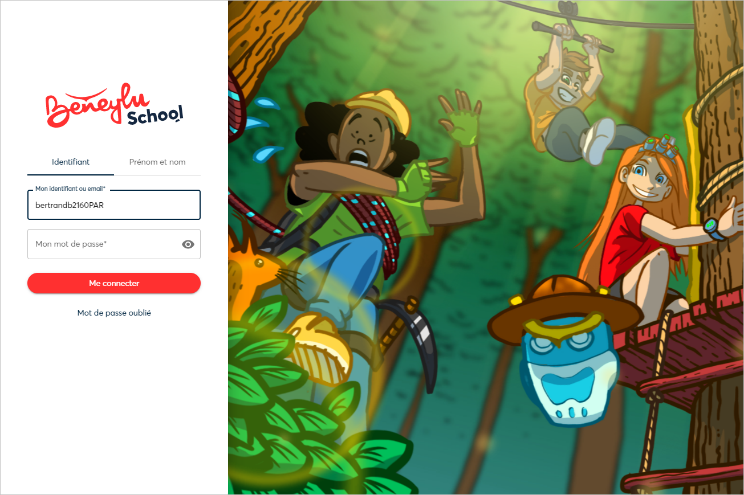 Beneylu
School
Identifiant
Prénom et nom
Mon identifiant ou email*
bertrandb2160PAR
Mon mot de passe*
Me connecter
Mot de passe oublié